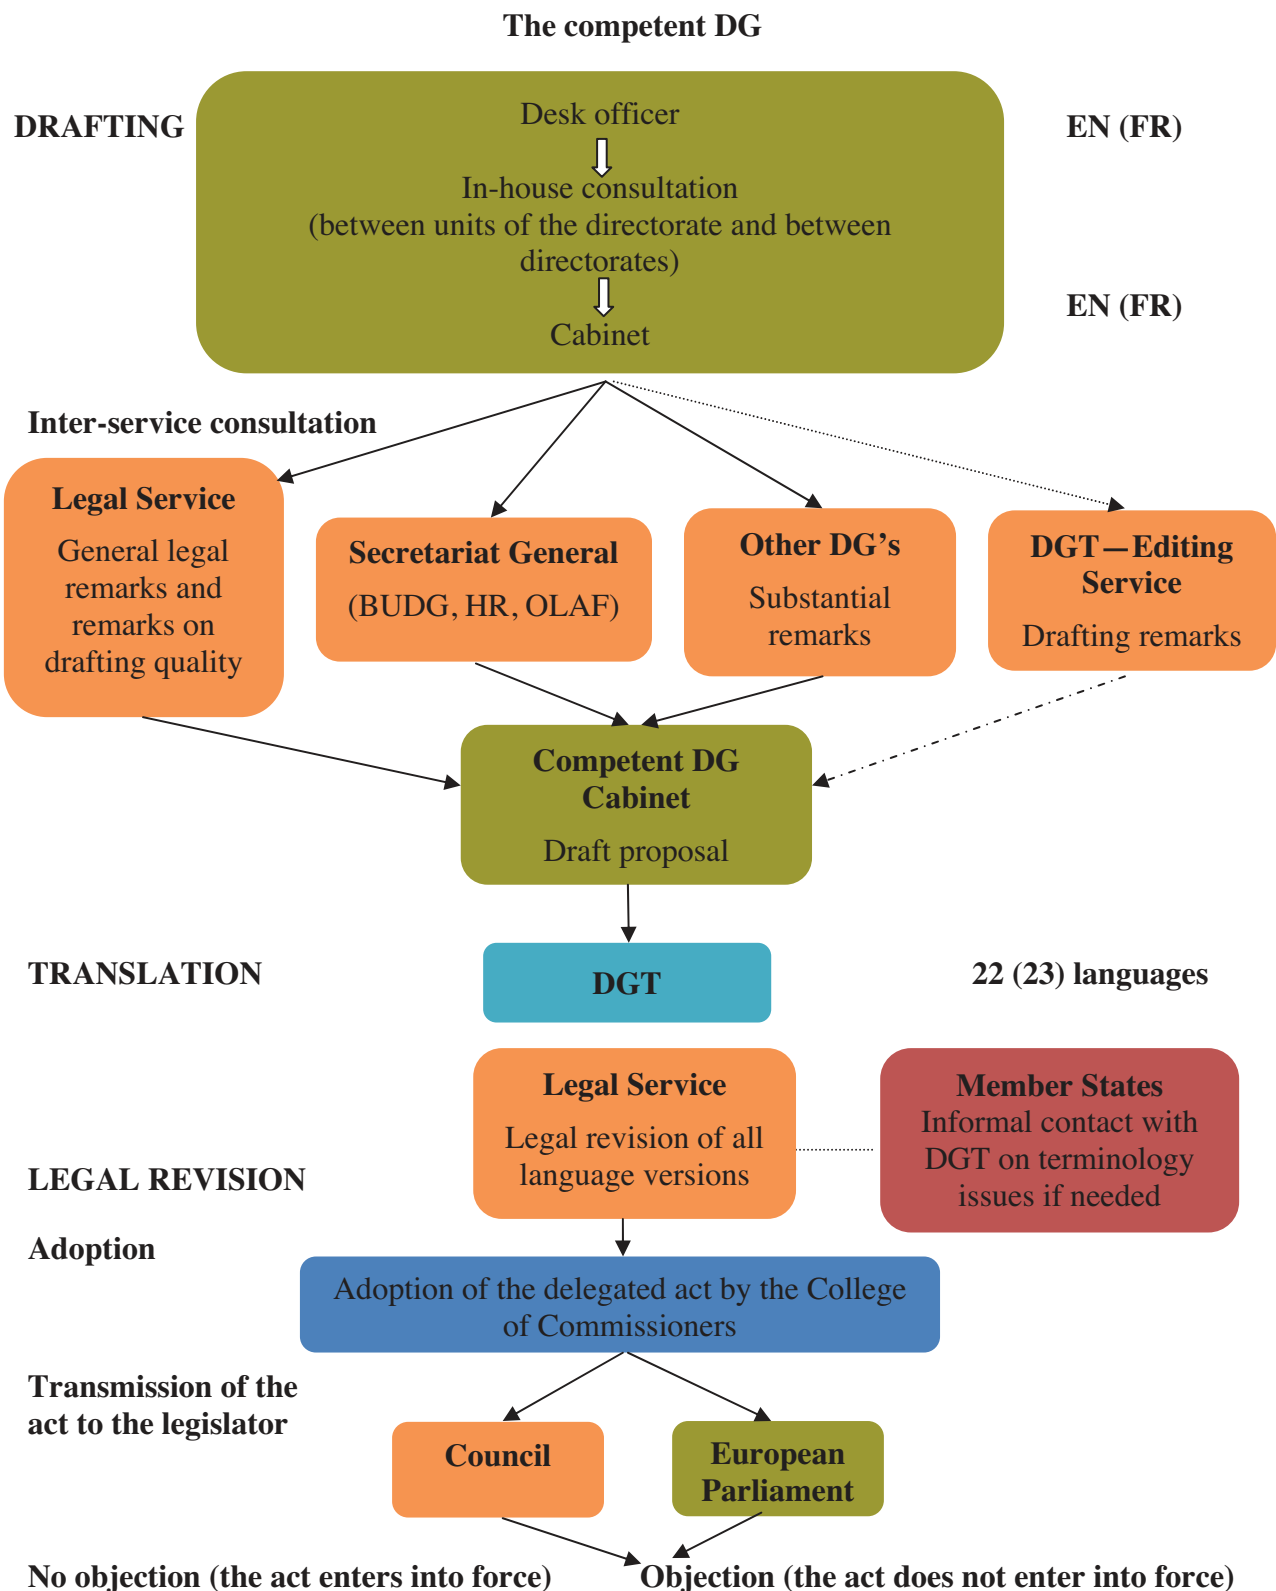 The competent DG
DRAFTING
Desk officer
EN (FR)
In-house consultation
(between units of the directorate and between
directorates)
EN (FR)
Cabinet
Inter-service consultation
Legal Service
General legal
remarks and
remarks on
drafting quality
Secretariat General
(BUDG, HR, OLAF)
Other DG’s
Substantial
remarks
DGT—Editing
Service
Drafting remarks
Competent DG
Cabinet
Draft proposal
TRANSLATION
DGT
22 (23) languages
Legal Service
Legal revision of all
language versions
Member States
Informal contact with
DGT on terminology
issues if needed
LEGAL REVISION
Adoption
Adoption of the delegated act by the College
of Commissioners
Transmission of the
act to the legislator
Council
European
Parliament
No objection (the act enters into force)
Objection (the act does not enter into force)